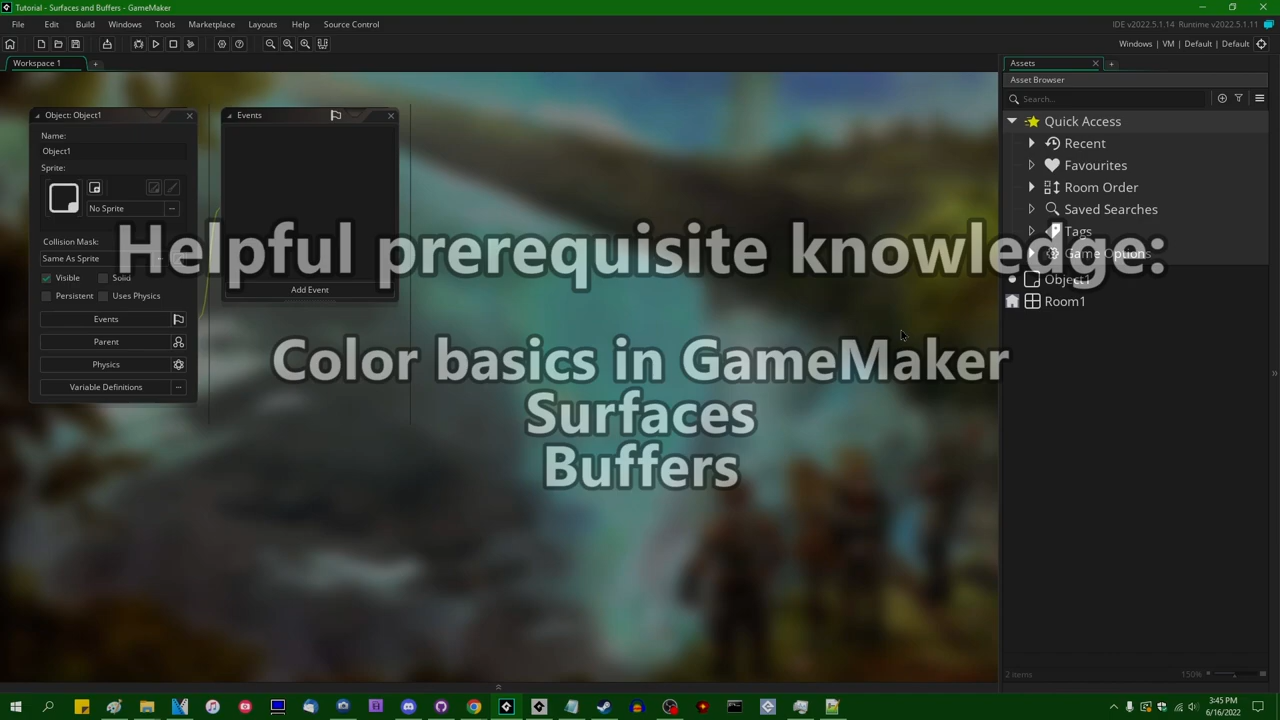 Tutorial - Surfaces and Buffers - GameMaker
File Edit Build Windows Tools Marketplace Layouts Help Source Control
IDE v2022.5.1.14 Runtime v2022.5.1.11
Windows | VM | Default | Default
Workspace 1
Assets
Asset Browser
Search...
Object: Object1
Name:
Object1
Sprite:
No Sprite
Collision Mask:
Same As Sprite
Visible
Solid
Persistent
Uses Physics
Events
Parent
Physics
Variable Definitions
Events
Add Event
Quick Access
Recent
Favourites
Room Order
Saved Searches
Tags
Game Options
Object1
Room1
Helpful prerequisite knowledge:
Color basics in GameMaker
Surfaces
Buffers
2 items
150%
3:45 PM
6/16/2022